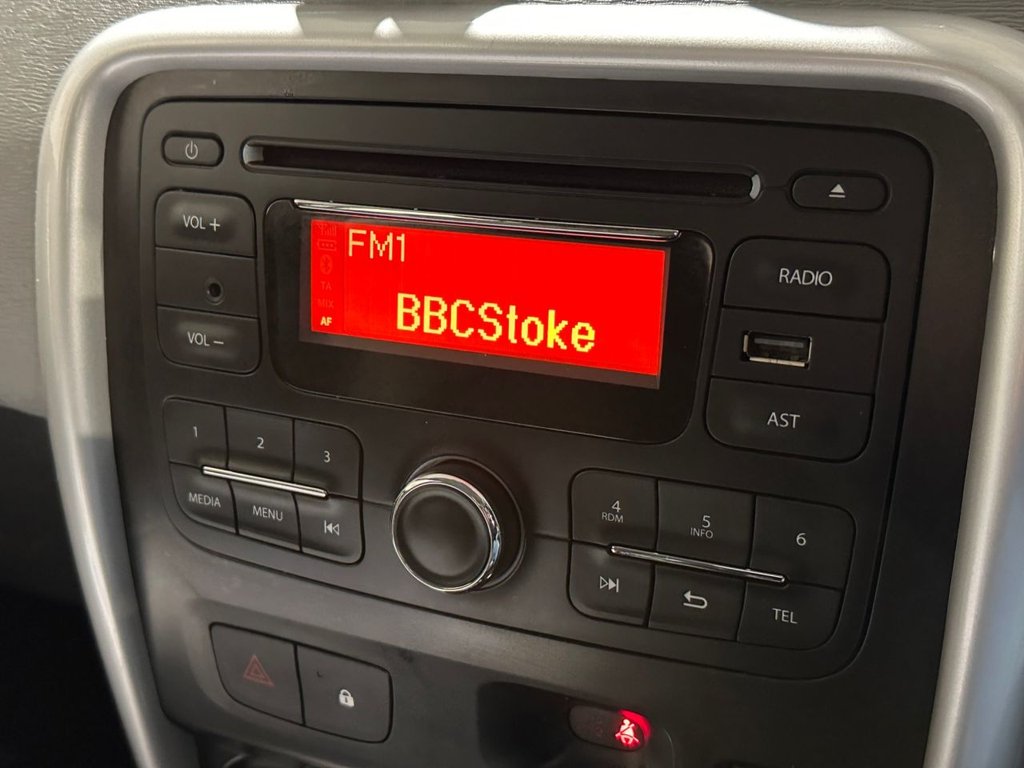 VOL +
VOL −
FM1
TA
MIX
AF
BBCStoke
RADIO
AST
1
2
3
MEDIA
MENU
4
RDM
5
INFO
6
TEL